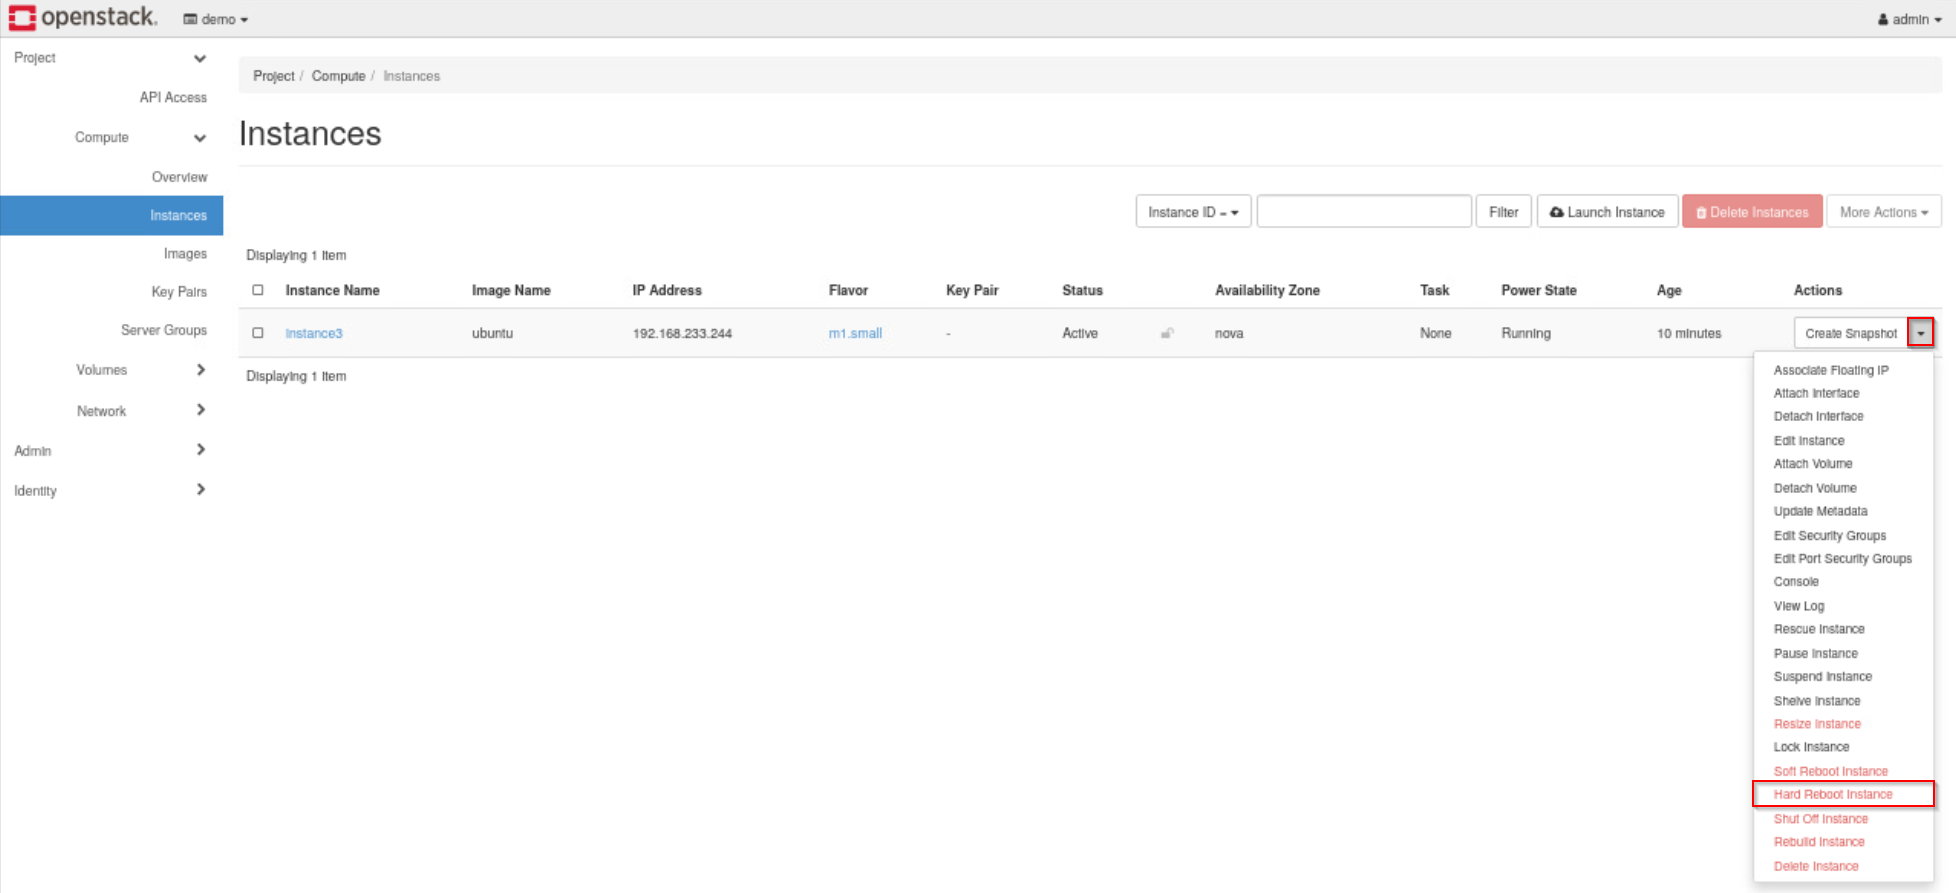 openstack. demo admin
Project
Project / Compute / Instances
API Access
Compute
Instances
Overview
Instances
Instance ID = Filter Launch Instance Delete Instances More Actions
Images
Displaying 1 item
Key Pairs
Instance Name Image Name IP Address Flavor Key Pair Status Availability Zone Task Power State Age Actions
Server Groups
instance3 ubuntu 192.168.233.244 m1.small - Active nova None Running 10 minutes Create Snapshot
Volumes
Displaying 1 item
Network
Admin
Identity
Associate Floating IP
Attach Interface
Detach Interface
Edit Instance
Attach Volume
Detach Volume
Update Metadata
Edit Security Groups
Edit Port Security Groups
Console
View Log
Rescue Instance
Pause Instance
Suspend Instance
Shelve Instance
Resize Instance
Lock Instance
Soft Reboot Instance
Hard Reboot Instance
Shut Off Instance
Rebuild Instance
Delete Instance